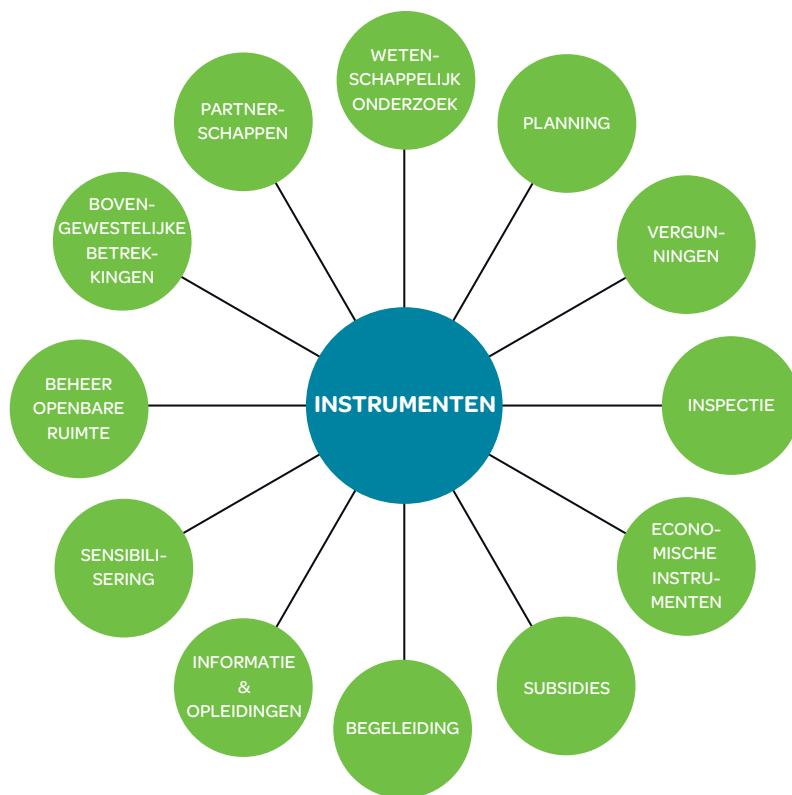 WETEN-
SCHAPPELIJK
ONDERZOEK
PLANNING
VERGUN-
NINGEN
INSPECTIE
ECONO-
MISCHE
INSTRU-
MENTEN
SUBSIDIES
BEGELEIDING
INFORMATIE
&
OPLEIDINGEN
SENSIBILI-
SERING
BEHEER
OPENBARE
RUIMTE
BOVEN-
GEWESTELIJKE
BETREK-
KINGEN
PARTNER-
SCHAPPEN
INSTRUMENTEN